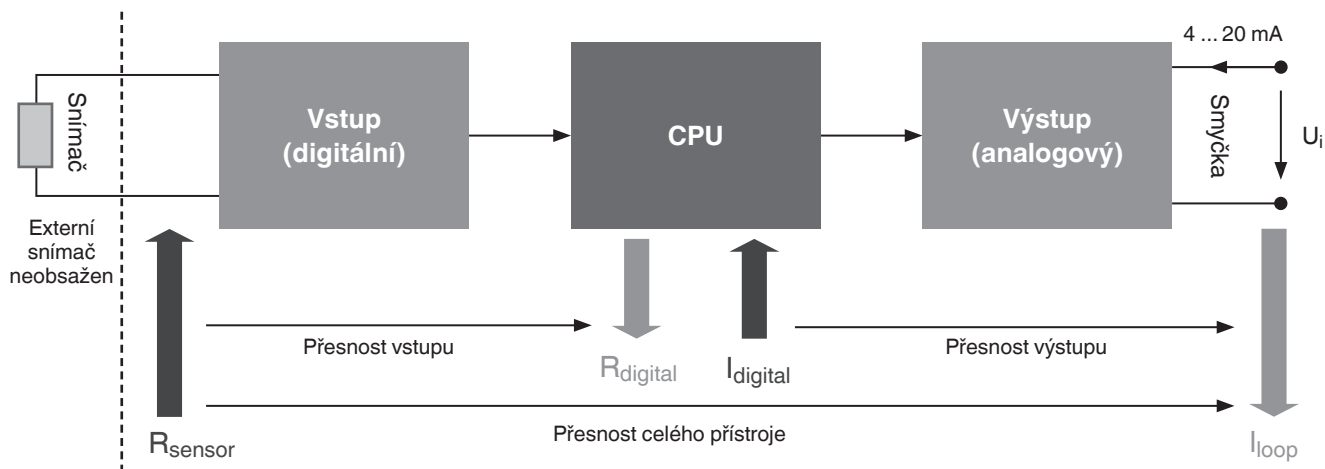 4 ... 20 mA
Snímač
Vstup
(digitální)
CPU
Výstup
(analogový)
Smyčka
Ui
Externí
snímač
neobsažen
Přesnost vstupu
Přesnost výstupu
Rdigital
Idigital
Přesnost celého přístroje
Rsensor
Iloop